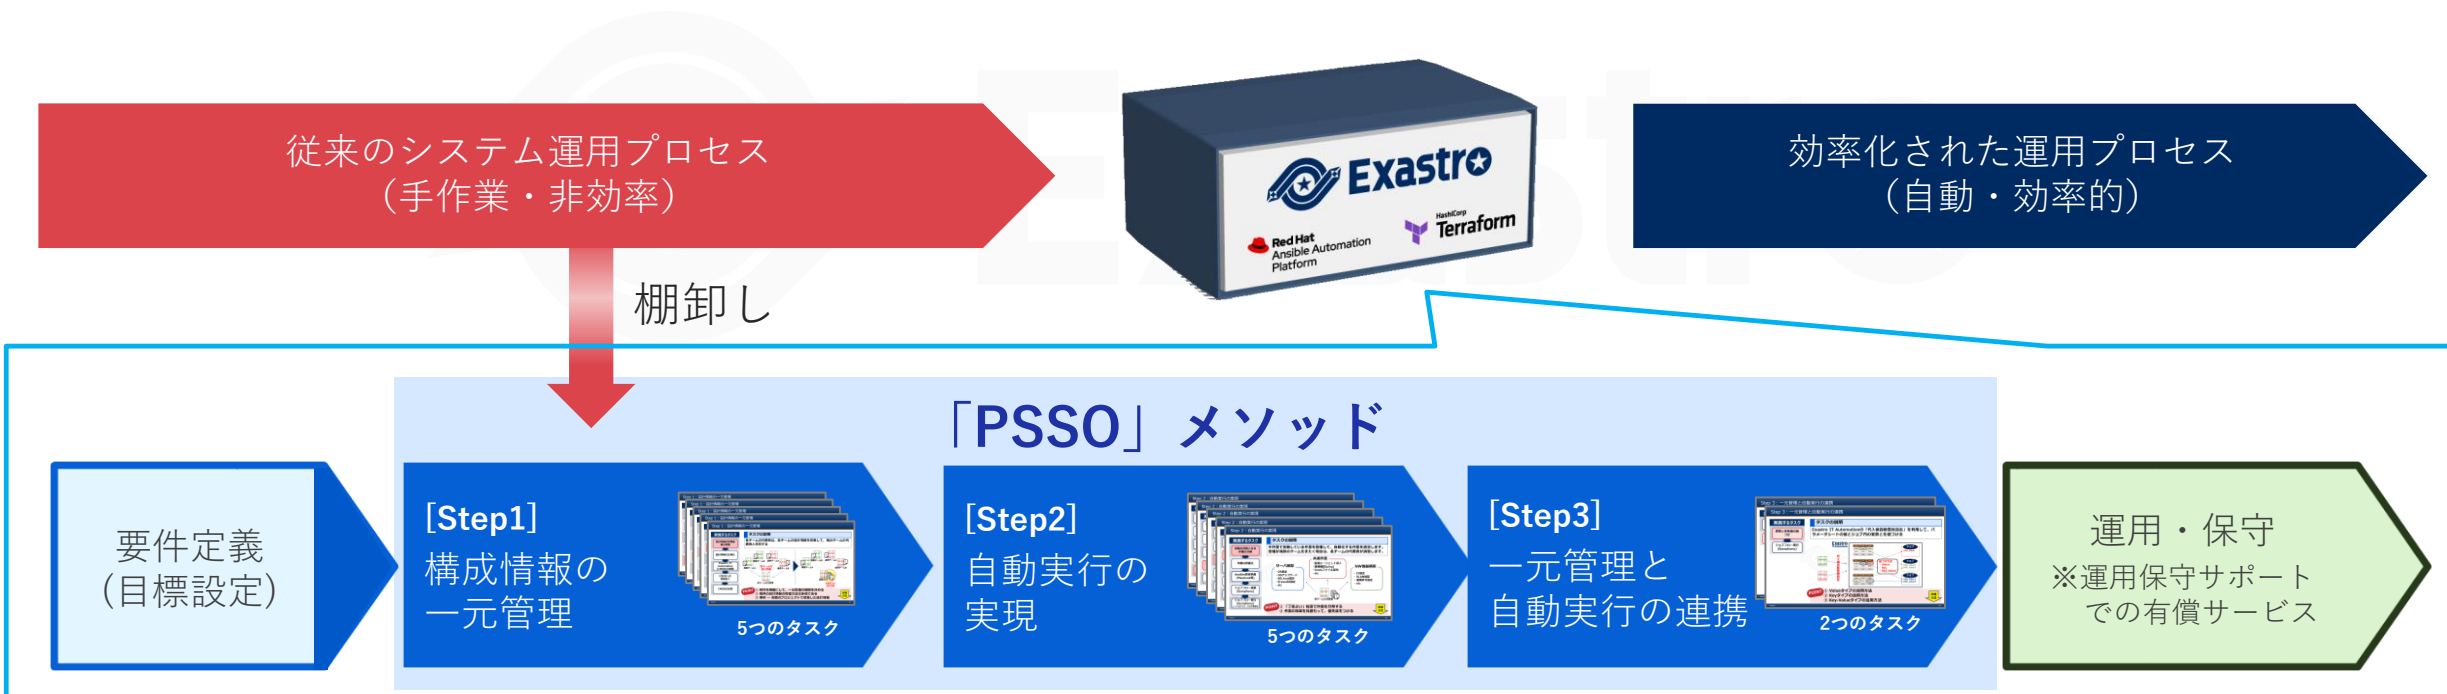 従来のシステム運用プロセス
（手作業・非効率）
Exastro
Red Hat
Ansible Automation
Platform
HashiCorp
Terraform
効率化された運用プロセス
（自動・効率的）
棚卸し
「PSSO」メソッド
要件定義
(目標設定)
[Step1]
構成情報の
一元管理
5つのタスク
[Step2]
自動実行の
実現
5つのタスク
[Step3]
一元管理と
自動実行の連携
2つのタスク
運用・保守
※運用保守サポート
での有償サービス